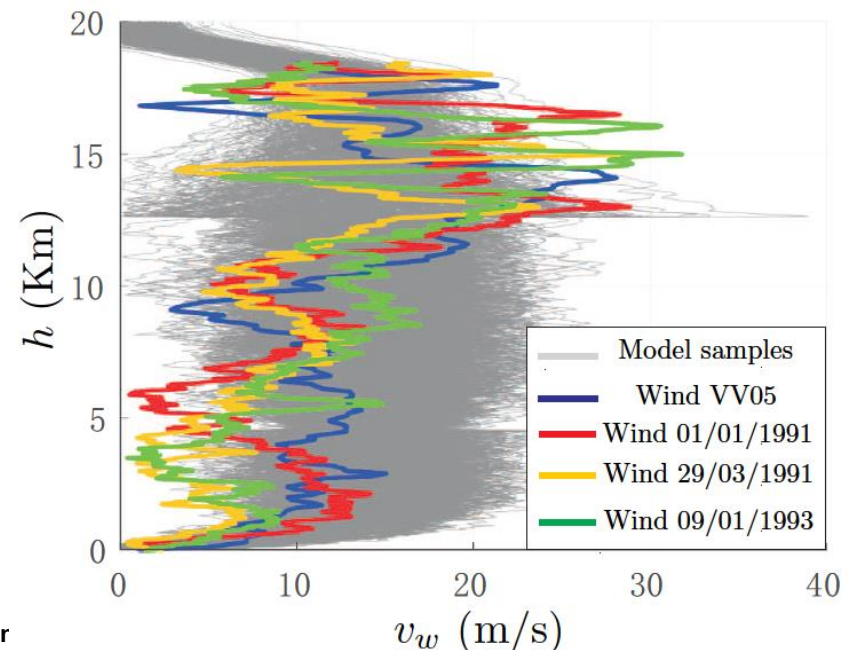 20
15
10
5
0
h (Km)
Model samples
Wind VV05
Wind 01/01/1991
Wind 29/03/1991
Wind 09/01/1993
0 10 20 30 40
v_w (m/s)
r